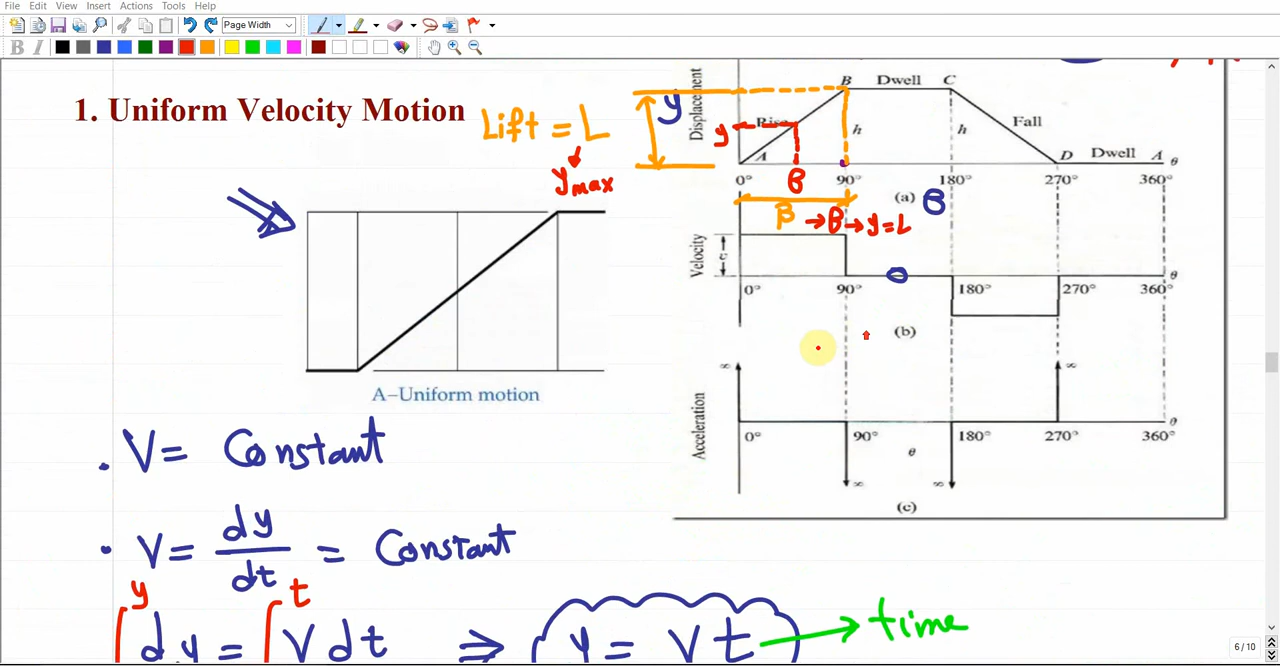 File Edit View Insert Actions Tools Help
Page Width
B I
1. Uniform Velocity Motion
Lift = L
y max
A–Uniform motion
Displacement
y
y
Rise
A
B Dwell C
h
h
Fall
D Dwell A θ
0° θ 90° 180° 270° 360°
(a) θ
β
→ β → y = L
Velocity
0° 90° 180° 270° 360°
θ
(b)
Acceleration
∞ ∞
0° 90° 180° 270° 360°
θ
θ
∞ ∞
(c)
• V = Constant
• V = dy/dt = Constant
y t
∫ dy = ∫ V dt ⇒ y = V t → time
6 / 10